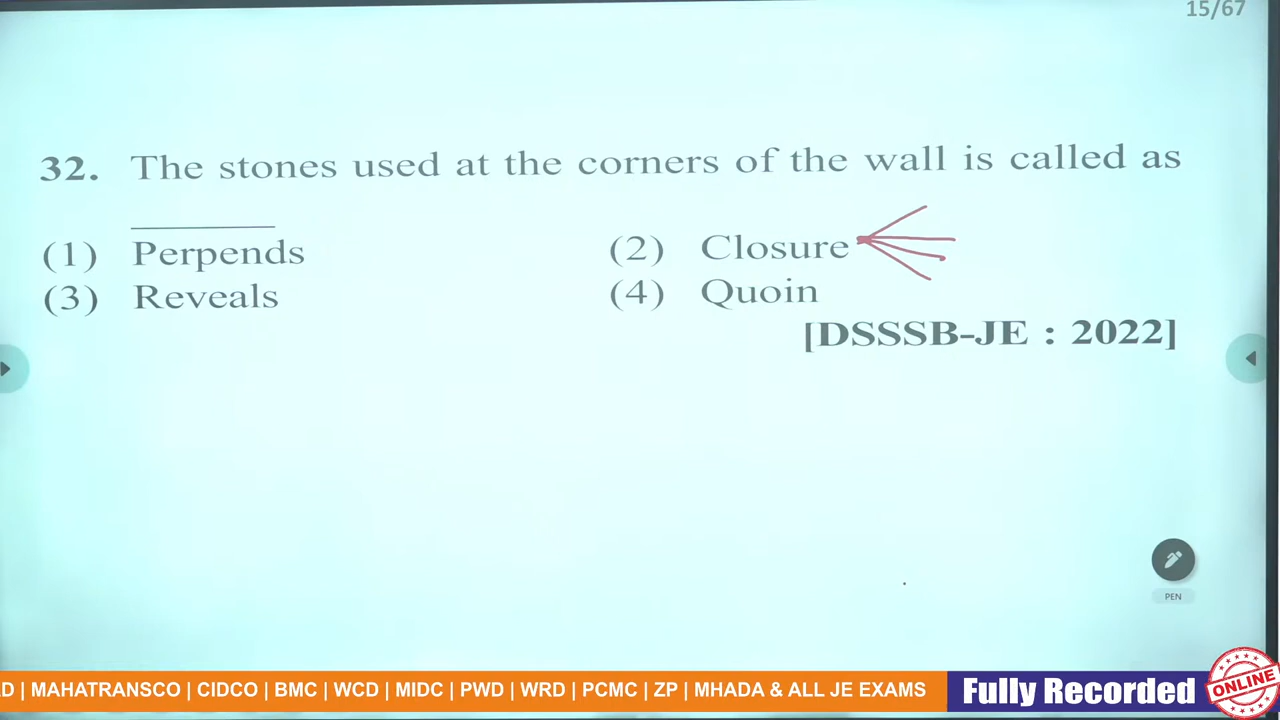 15/67
32. The stones used at the corners of the wall is called as
(1) Perpends (2) Closure
(3) Reveals (4) Quoin
[DSSSB-JE : 2022]
PEN
D | MAHATRANSCO | CIDCO | BMC | WCD | MIDC | PWD | WRD | PCMC | ZP | MHADA & ALL JE EXAMS
Fully Recorded
ONLINE